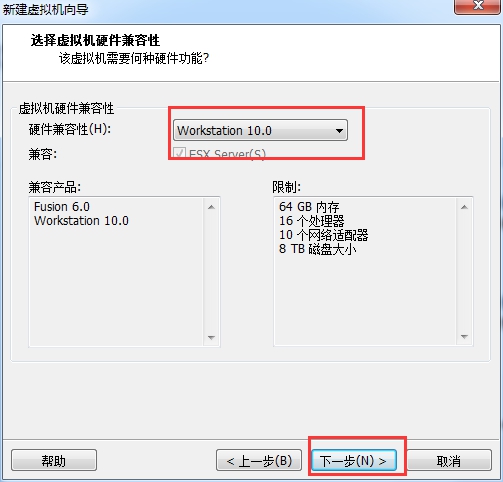 新建虚拟机向导
选择虚拟机硬件兼容性
该虚拟机需要何种硬件功能?
虚拟机硬件兼容性
硬件兼容性(H):
Workstation 10.0
兼容:
ESX Server(S)
兼容产品:
Fusion 6.0
Workstation 10.0
限制:
64 GB 内存
16 个处理器
10 个网络适配器
8 TB 磁盘大小
帮助
< 上一步(B)
下一步(N) >
取消